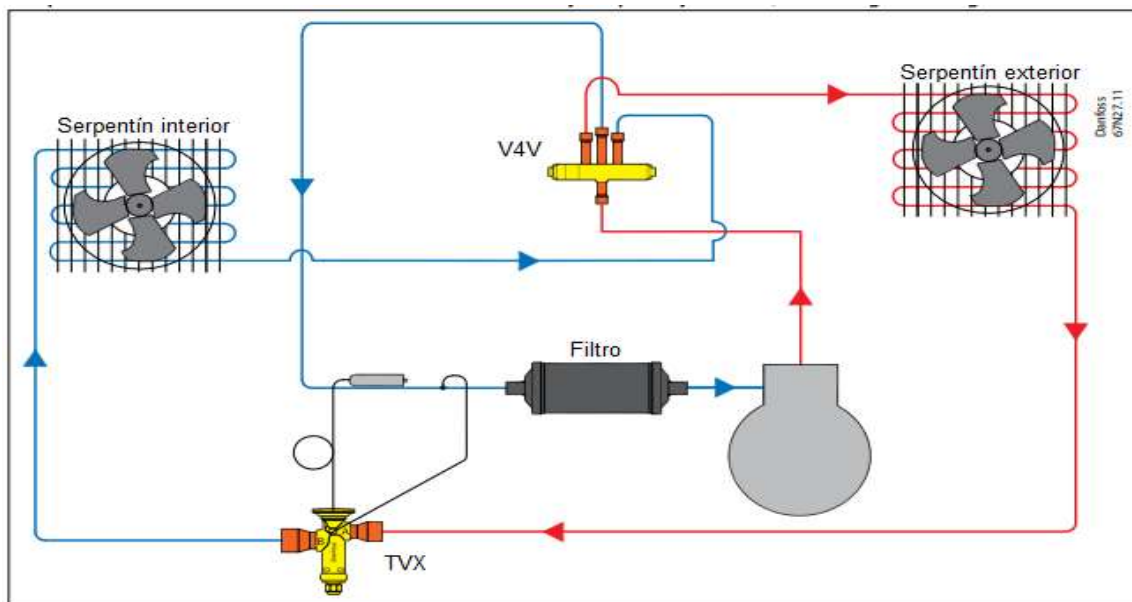 Serpentín exterior
Serpentín interior
V4V
Danfoss
67N27.11
Filtro
A
B
TVX